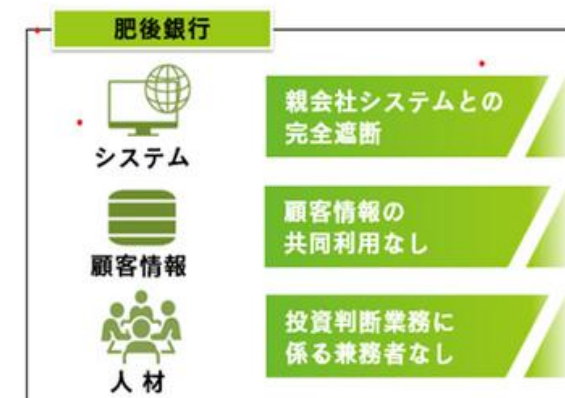 肥後銀行
システム
親会社システムとの
完全遮断
顧客情報
顧客情報の
共同利用なし
人材
投資判断業務に
係る兼務者なし